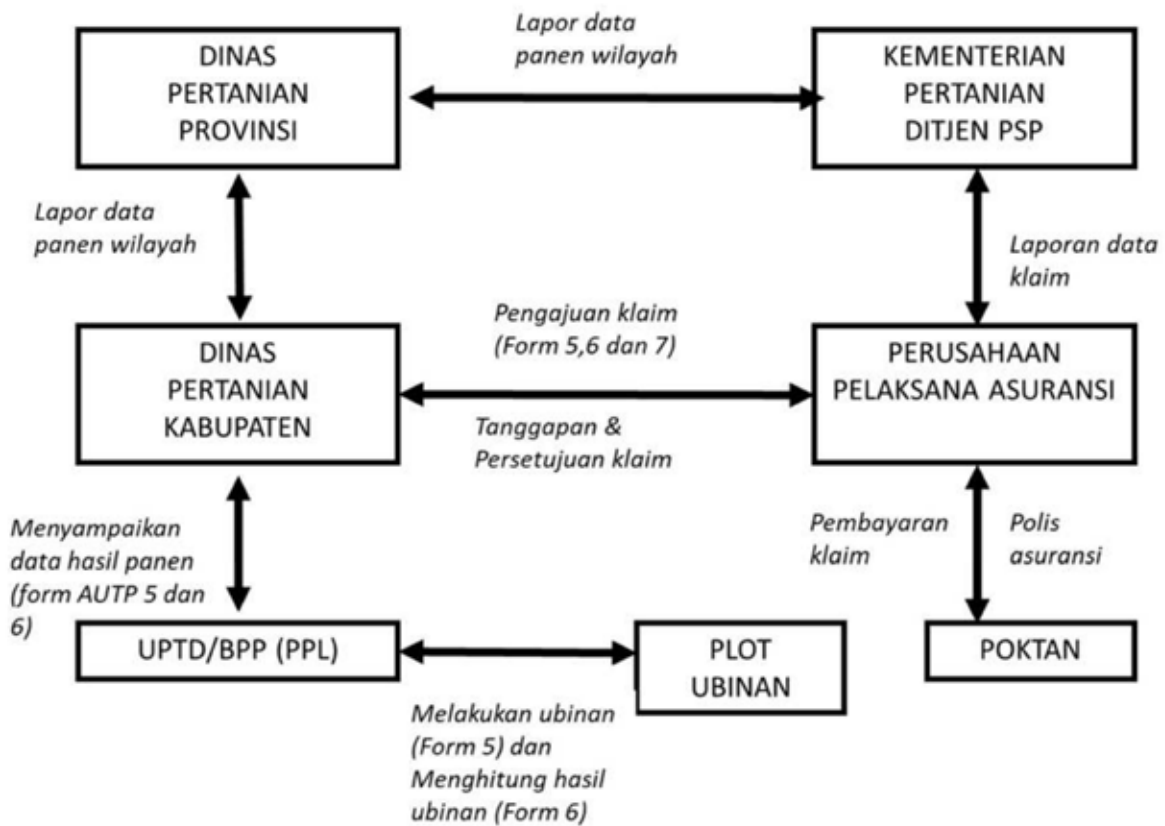 Lapor data
panen wilayah
DINAS
PERTANIAN
PROVINSI
KEMENTERIAN
PERTANIAN
DITJEN PSP
Lapor data
panen wilayah
Laporan data
klaim
Pengajuan klaim
(Form 5,6 dan 7)
DINAS
PERTANIAN
KABUPATEN
PERUSAHAAN
PELAKSANA ASURANSI
Tanggapan &
Persetujuan klaim
Menyampaikan
data hasil panen
(form AUTP 5 dan
6)
Pembayaran
klaim
Polis
asuransi
UPTD/BPP (PPL)
PLOT
UBINAN
POKTAN
Melakukan ubinan
(Form 5) dan
Menghitung hasil
ubinan (Form 6)